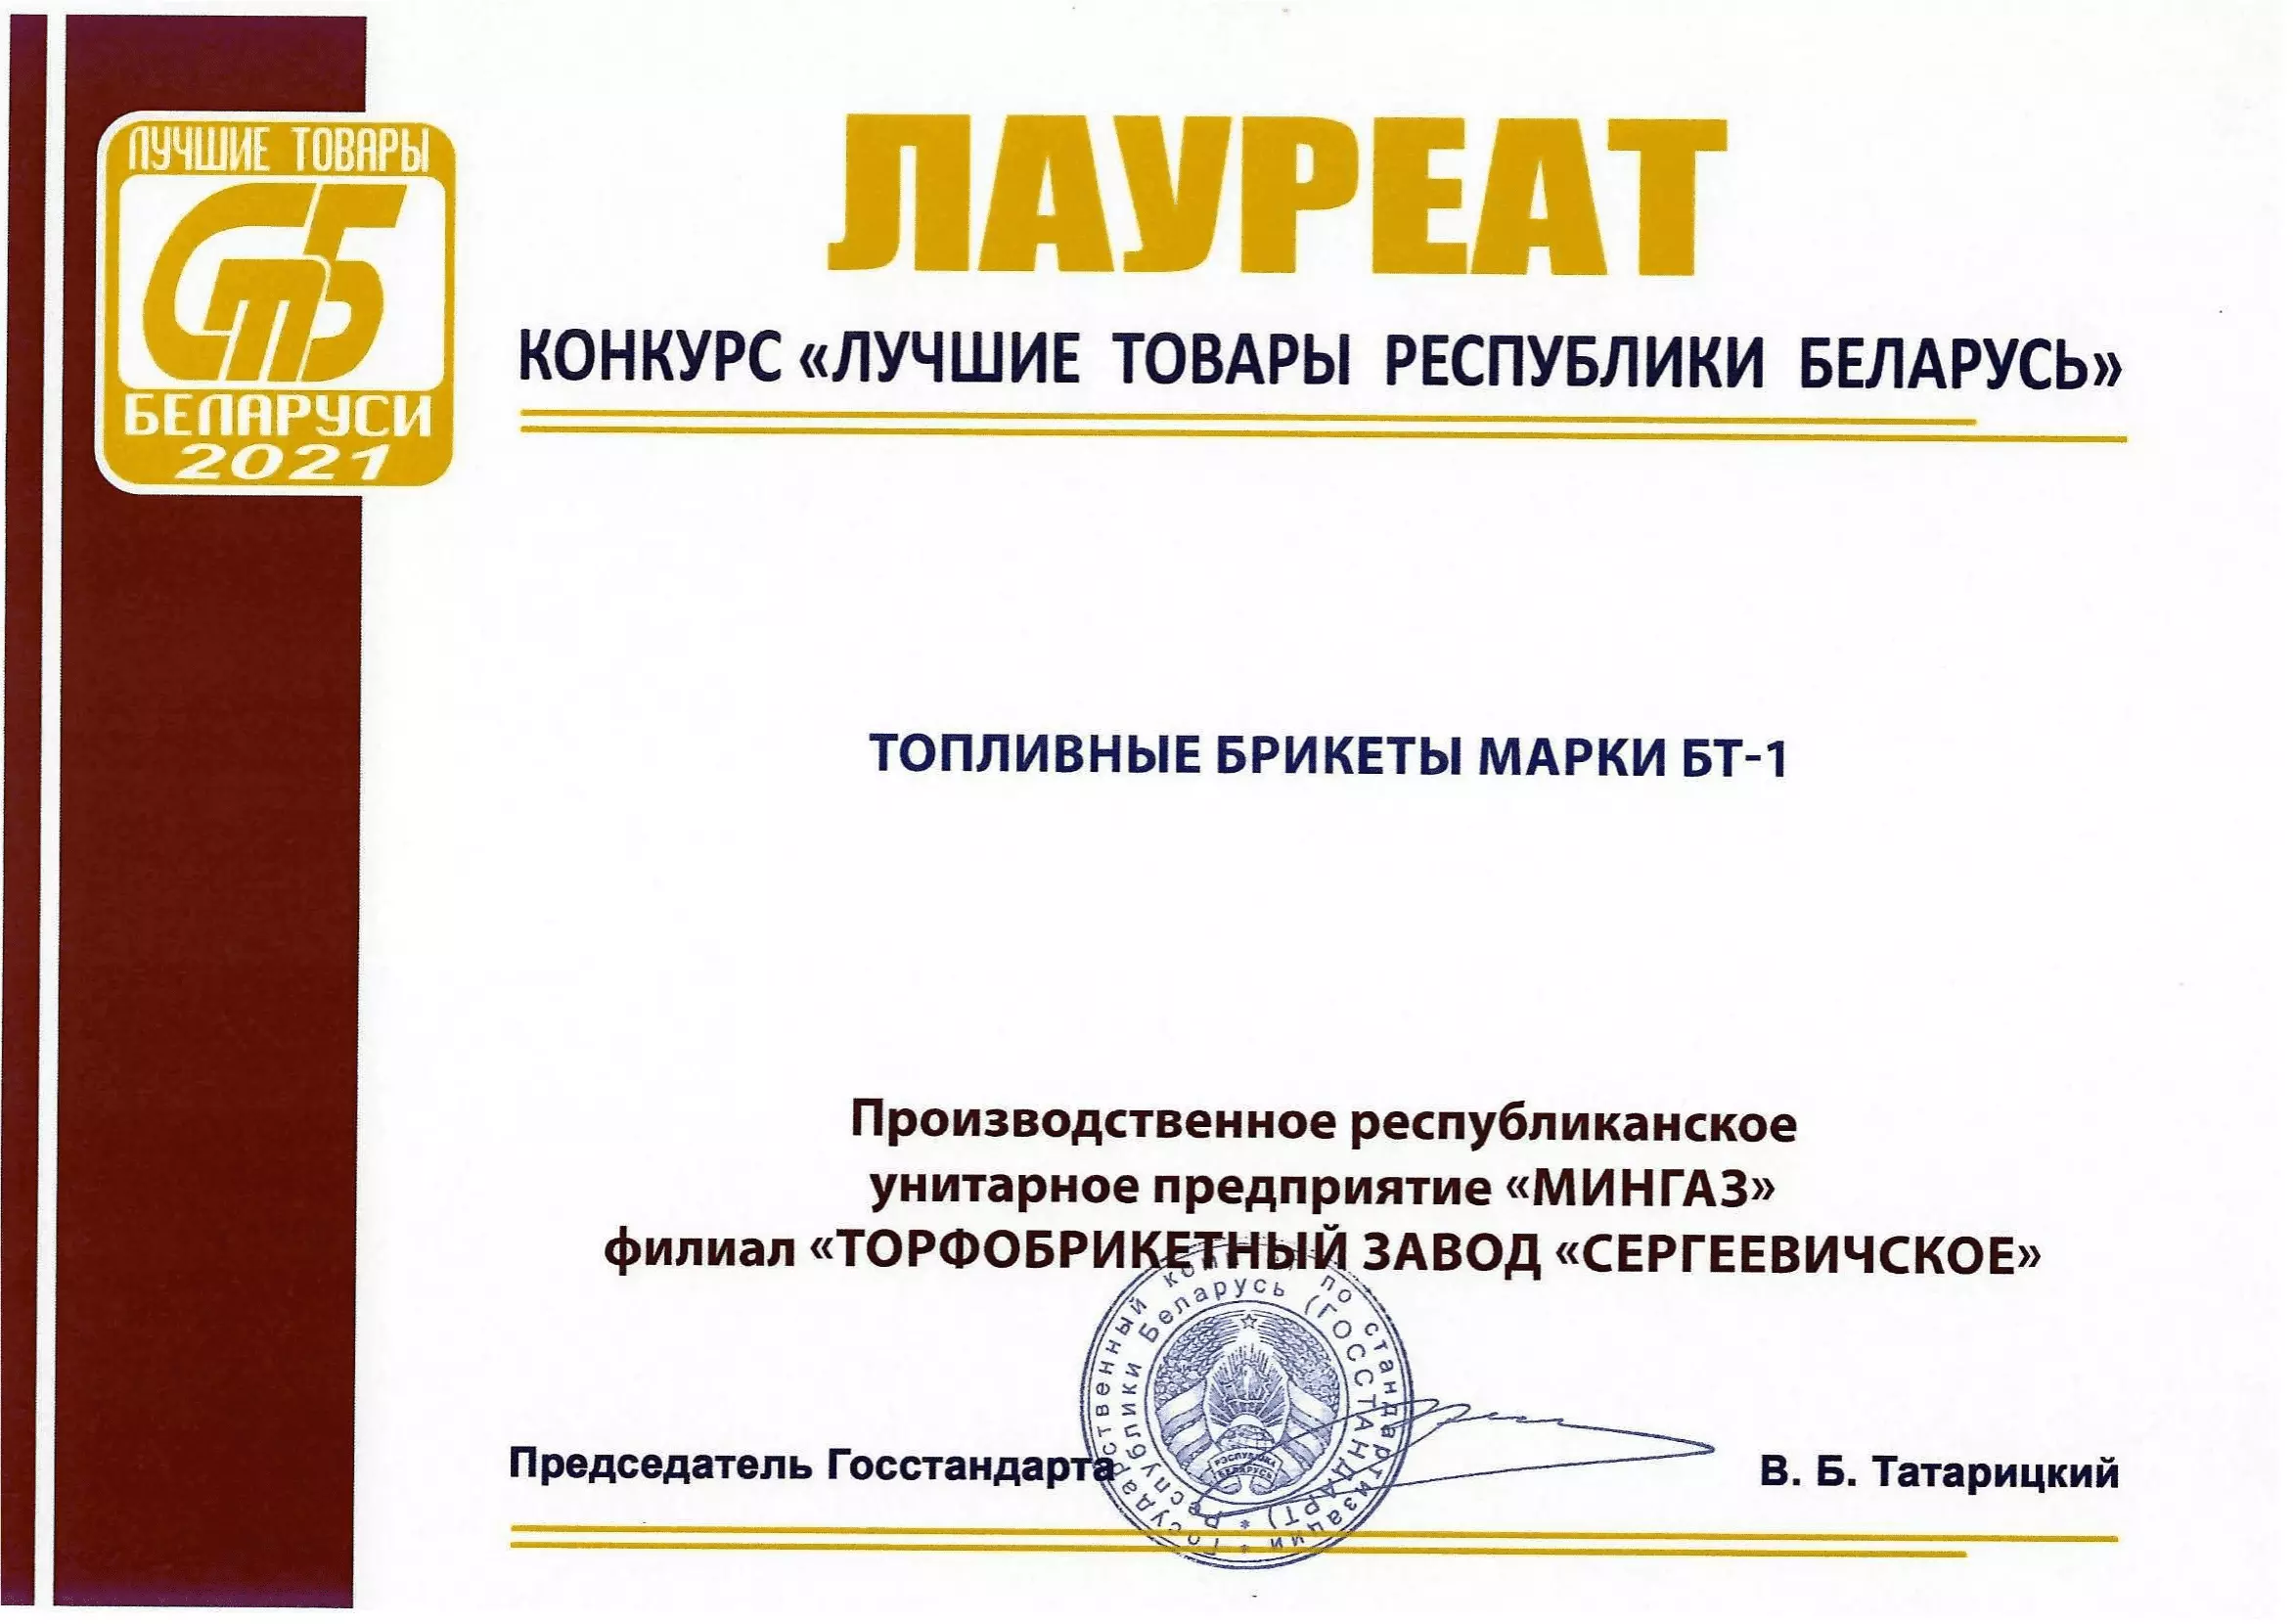 ЛУЧШИЕ ТОВАРЫ
СТБ
БЕЛАРУСИ
2021
ЛАУРЕАТ
КОНКУРС «ЛУЧШИЕ ТОВАРЫ РЕСПУБЛИКИ БЕЛАРУСЬ»
ТОПЛИВНЫЕ БРИКЕТЫ МАРКИ БТ-1
Производственное республиканское
унитарное предприятие «МИНГАЗ»
филиал «ТОРФОБРИКЕТНЫЙ ЗАВОД «СЕРГЕЕВИЧСКОЕ»
Государственный комитет по стандартизации
Республики Беларусь (ГОССТАНДАРТ)
РЭСПУБЛІКА
БЕЛАРУСЬ
Председатель Госстандарта
В. Б. Татарицкий